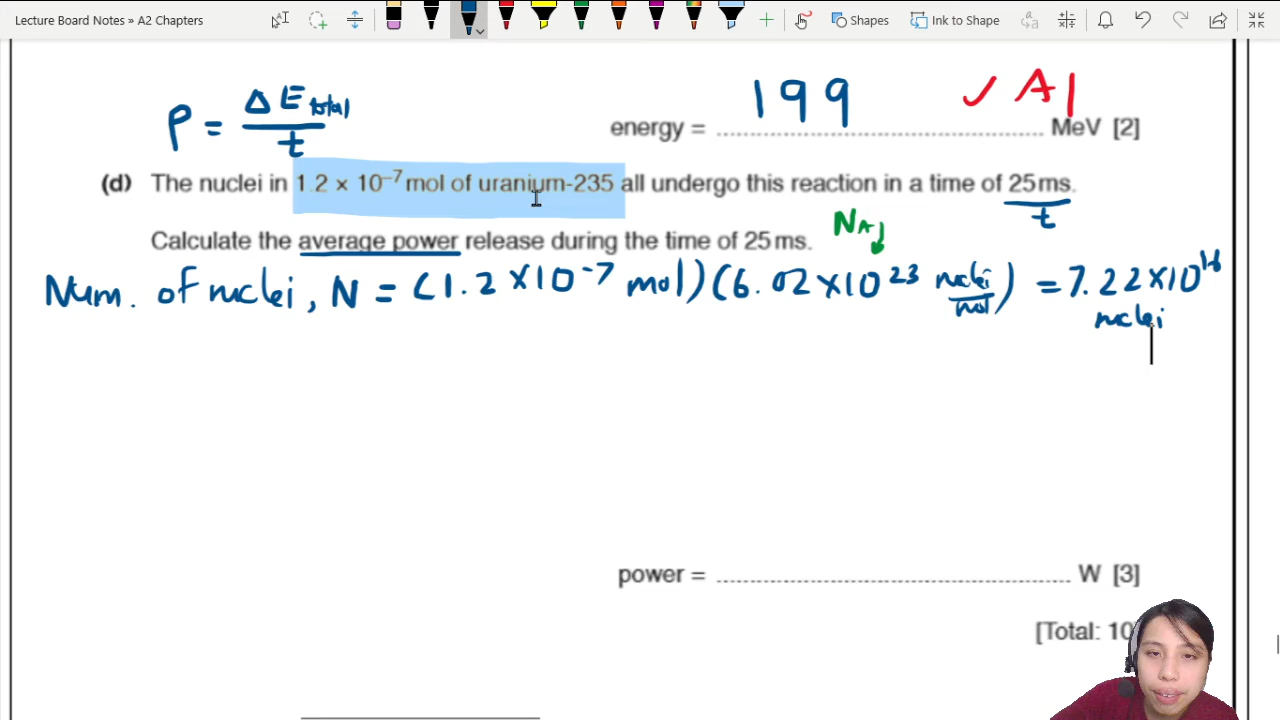 Lecture Board Notes » A2 Chapters
Shapes
Ink to Shape
P = ΔE total / t
199 ✓ A1
energy = ........................................ MeV [2]
(d) The nuclei in 1.2 × 10⁻⁷ mol of uranium-235 all undergo this reaction in a time of 25 ms.
t
NA↓
Calculate the average power release during the time of 25 ms.
Num. of nuclei, N = (1.2 × 10⁻⁷ mol)(6.02 × 10²³ nuclei/mol) = 7.22 × 10¹⁶
nuclei
power = ........................................ W [3]
[Total: 10